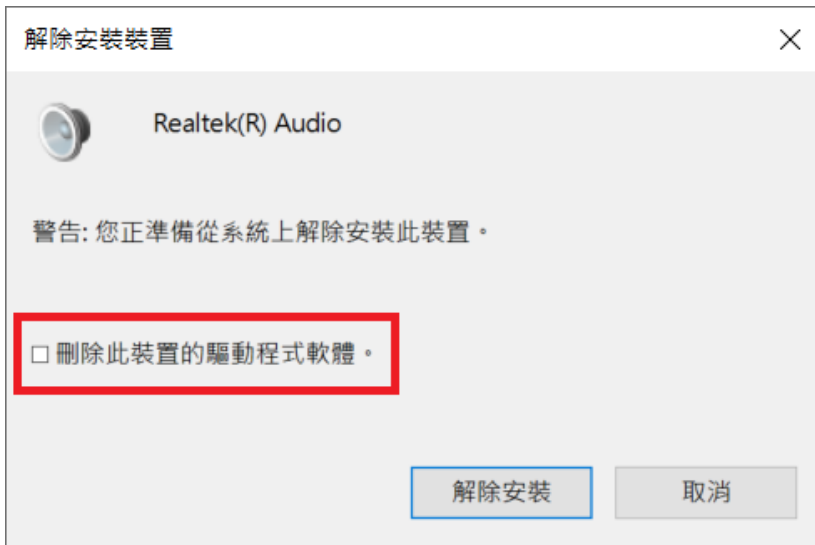 解除安裝裝置
Realtek(R) Audio
警告: 您正準備從系統上解除安裝此裝置。
刪除此裝置的驅動程式軟體。
解除安裝
取消